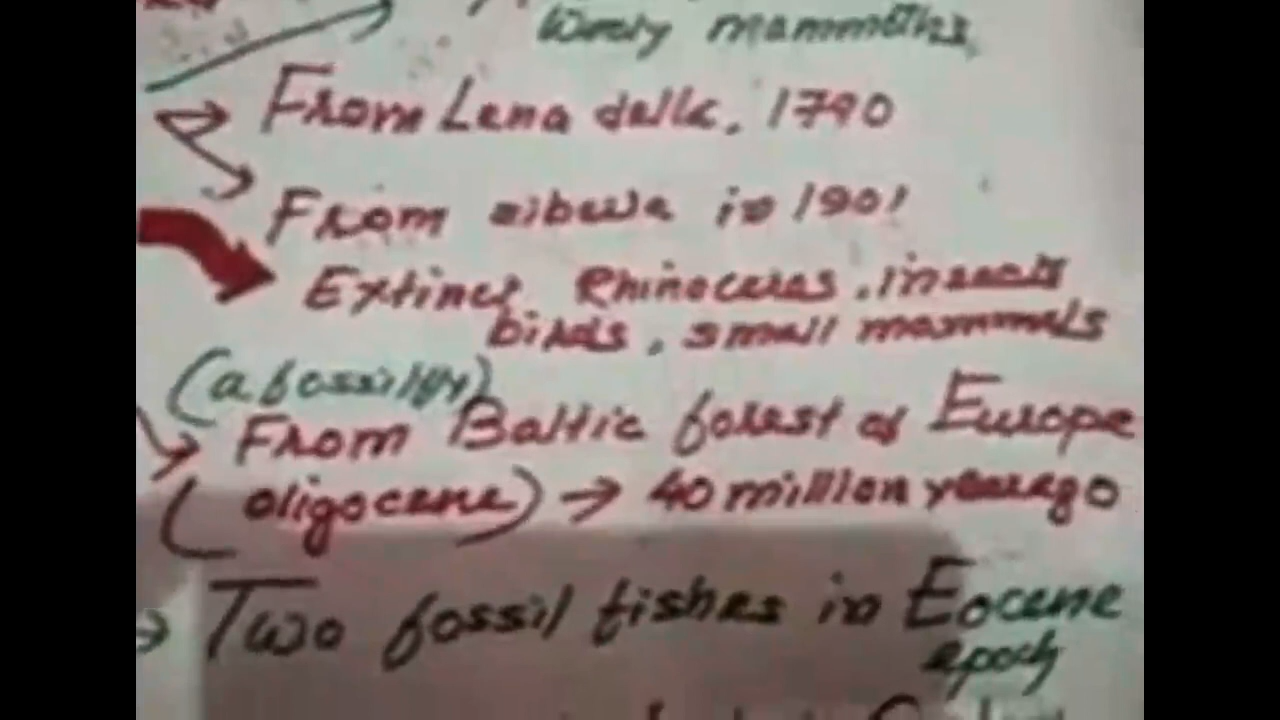 wooly mammoths
From Lena delta, 1790
From siberia in 1901
Extinct Rhinoceros, insects
birds, small mammals
(a fossil
From Baltic forest of Europe
(oligocene) → 40 million years ago
→ Two fossil fishes in Eocene
epoch